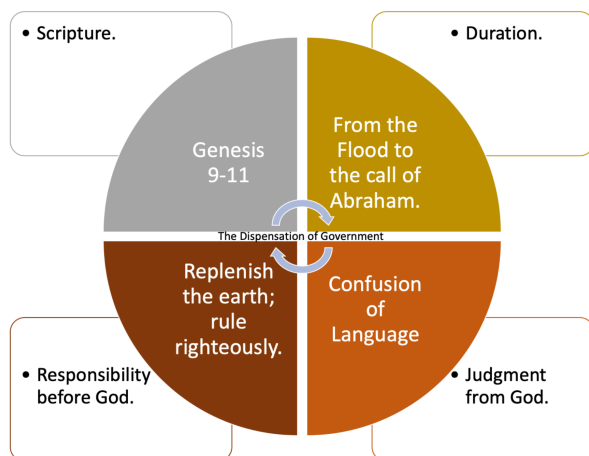 • Scripture.
• Duration.
Genesis
9-11
From the
Flood to
the call of
Abraham.
The Dispensation of Government
Replenish
the earth;
rule
righteously.
Confusion
of
Language
• Responsibility
before God.
• Judgment
from God.